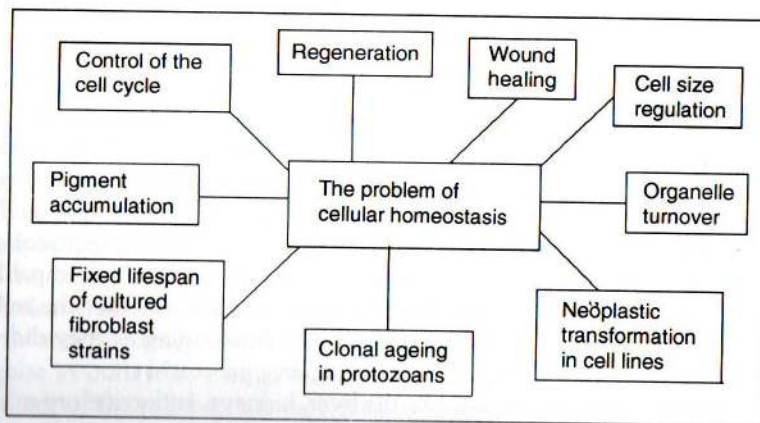 Control of the
cell cycle
Regeneration
Wound
healing
Cell size
regulation
Pigment
accumulation
The problem of
cellular homeostasis
Organelle
turnover
Fixed lifespan
of cultured
fibroblast
strains
Clonal ageing
in protozoans
Neoplastic
transformation
in cell lines